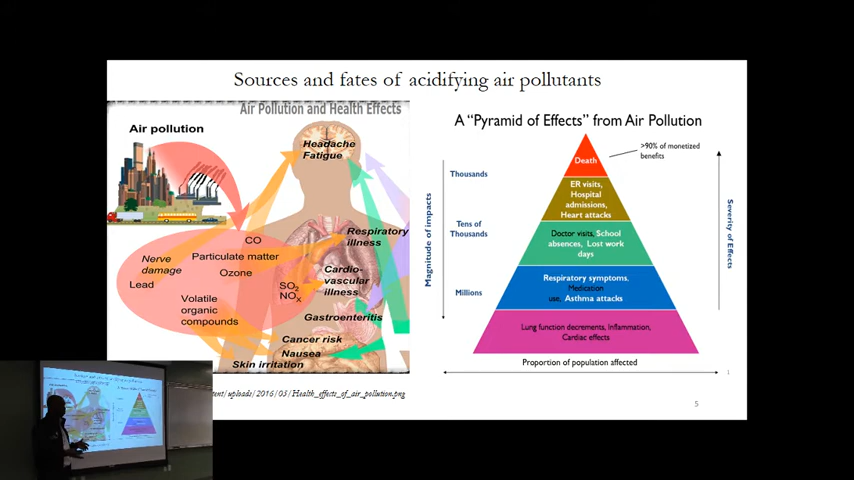 Sources and fates of acidifying air pollutants
Air Pollution and Health Effects
Air pollution
Headache
Fatigue
CO
Particulate matter
Ozone
Nerve
damage
Lead
Volatile
organic
compounds
SO2
NOX
Respiratory
illness
Cardio-
vascular
illness
Gastroenteritis
Cancer risk
Nausea
Skin irritation
tent/uploads/2016/05/Health_effects_of_air_pollution.png
A “Pyramid of Effects” from Air Pollution
>90% of monetized
benefits
Death
ER visits,
Hospital
admissions,
Heart attacks
Doctor visits, School
absences, Lost work
days
Respiratory symptoms,
Medication
use, Asthma attacks
Lung function decrements, Inflammation,
Cardiac effects
Magnitude of impacts
Thousands
Tens of
Thousands
Millions
Severity of Effects
Proportion of population affected
1
5